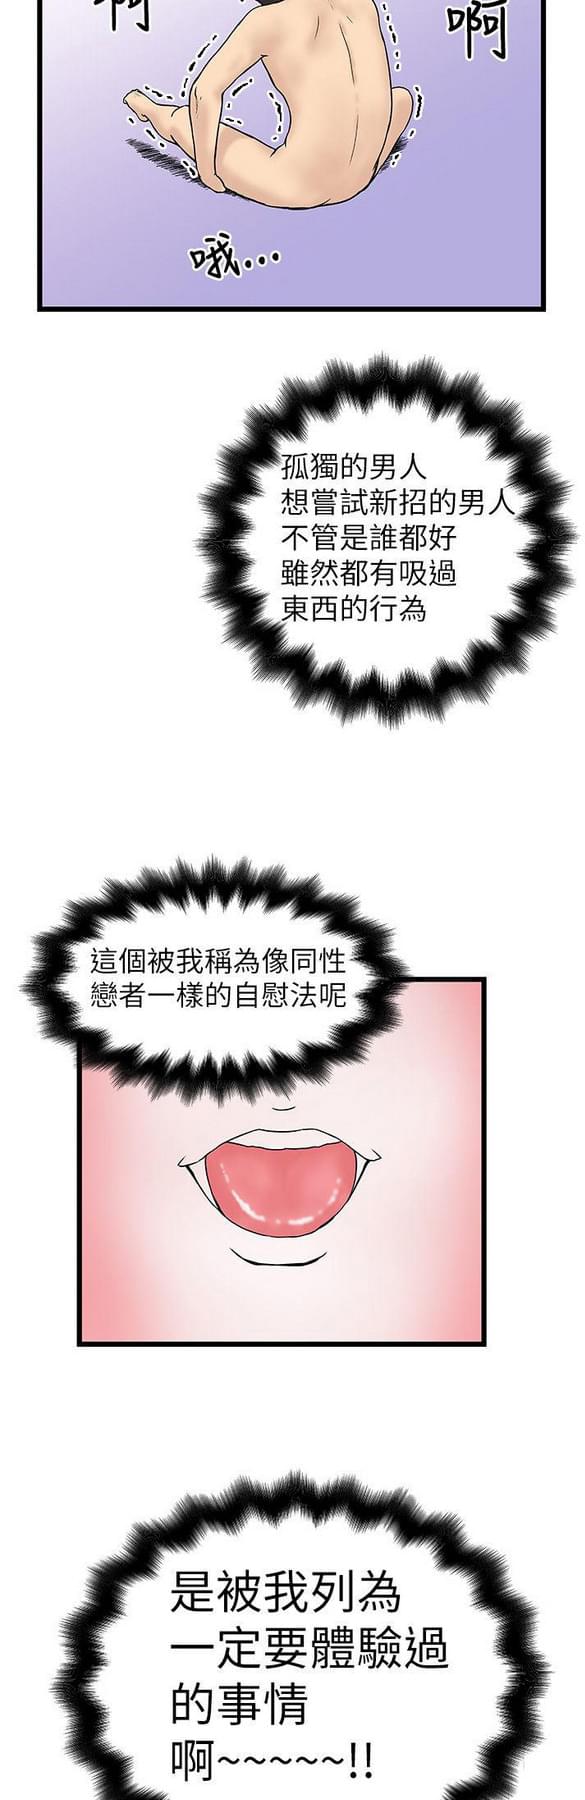 啊
啊
哦...
孤獨的男人
想嘗試新招的男人
不管是誰都好
雖然都有吸過
東西的行為
這個被我稱為像同性
戀者一樣的自慰法呢
是被我列為
一定要體驗過
的事情
啊~~~~~!!